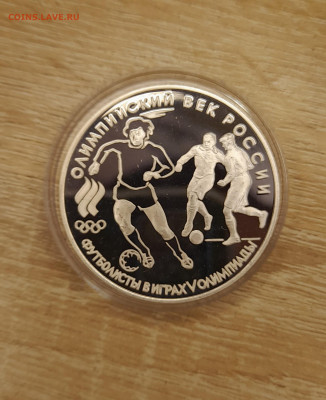 COINS.LAVE.RU
ОЛИМПИЙСКИЙ ВЕК РОССИИ
ФУТБОЛИСТЫ В ИГРАХ V ОЛИМПИАДЫ